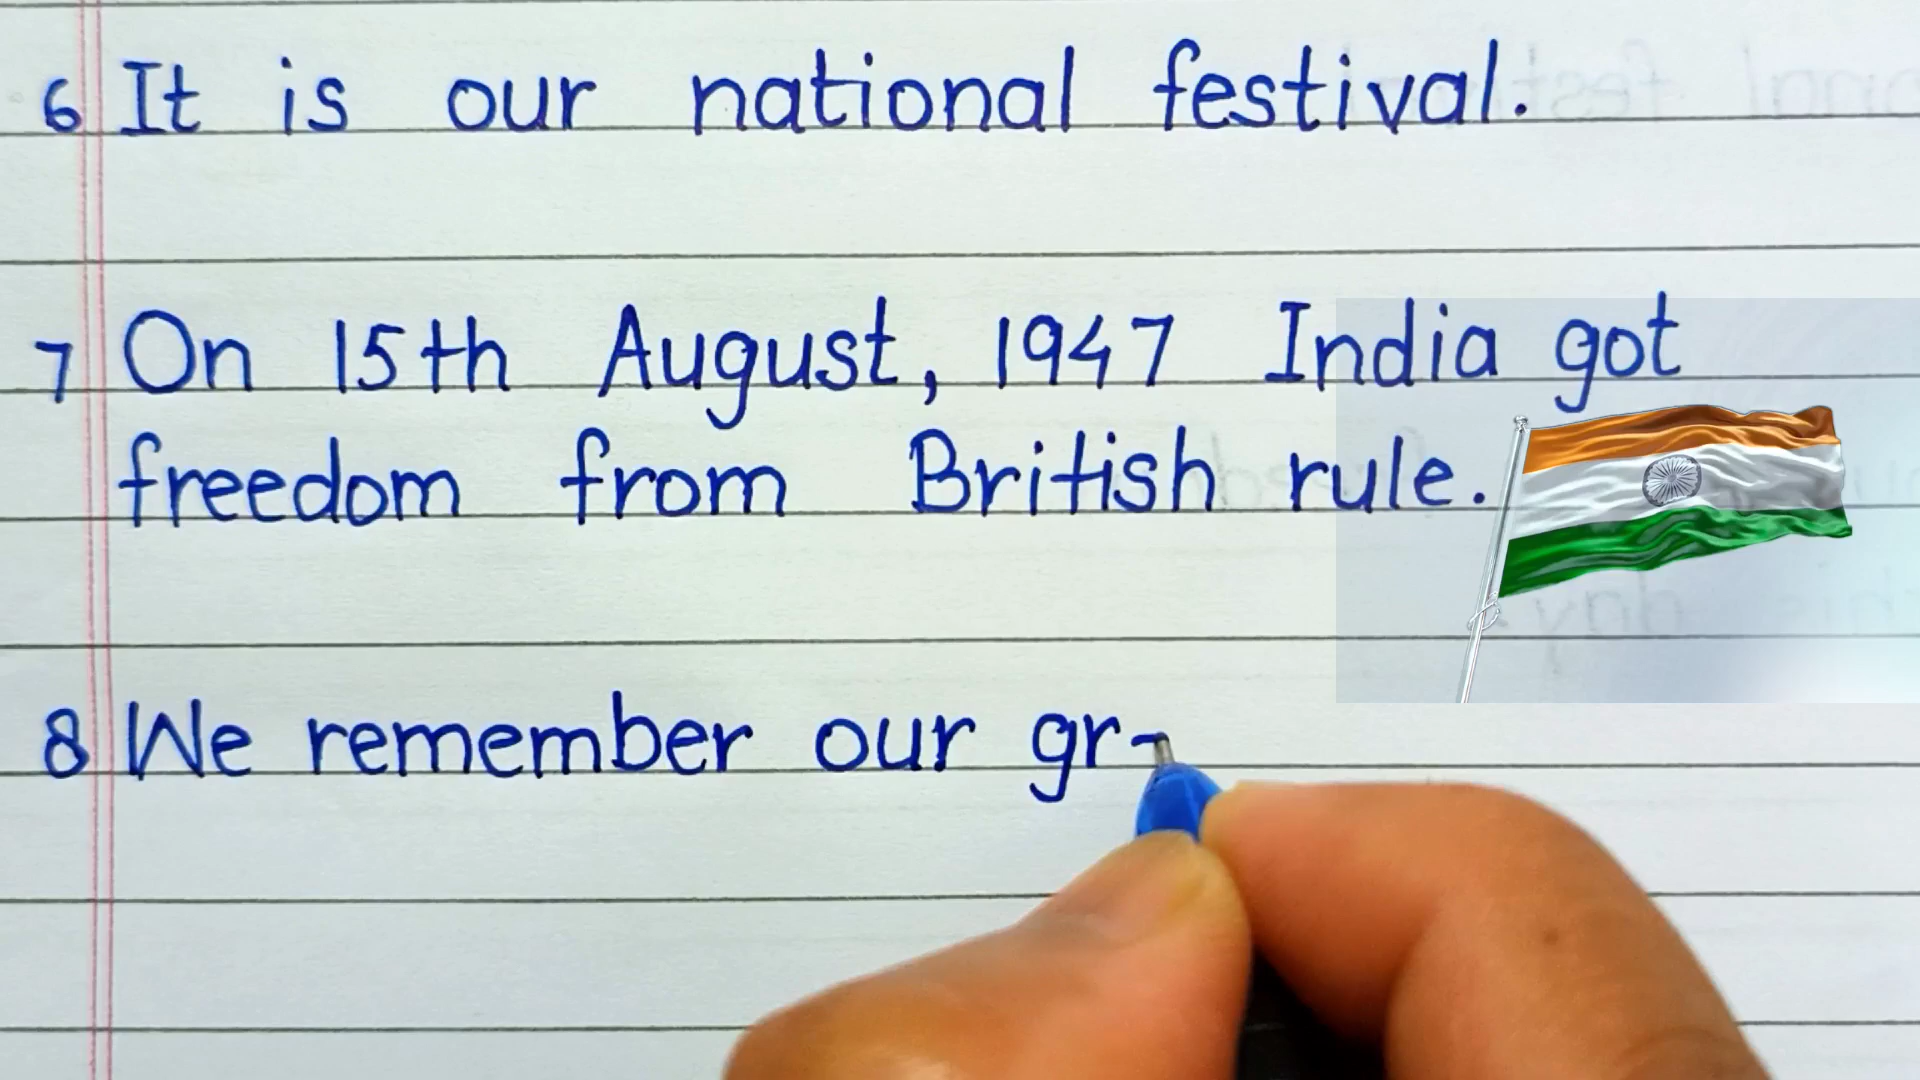 6 It is our national festival.
7 On 15th August, 1947 India got
freedom from British rule.
8 We remember our gr